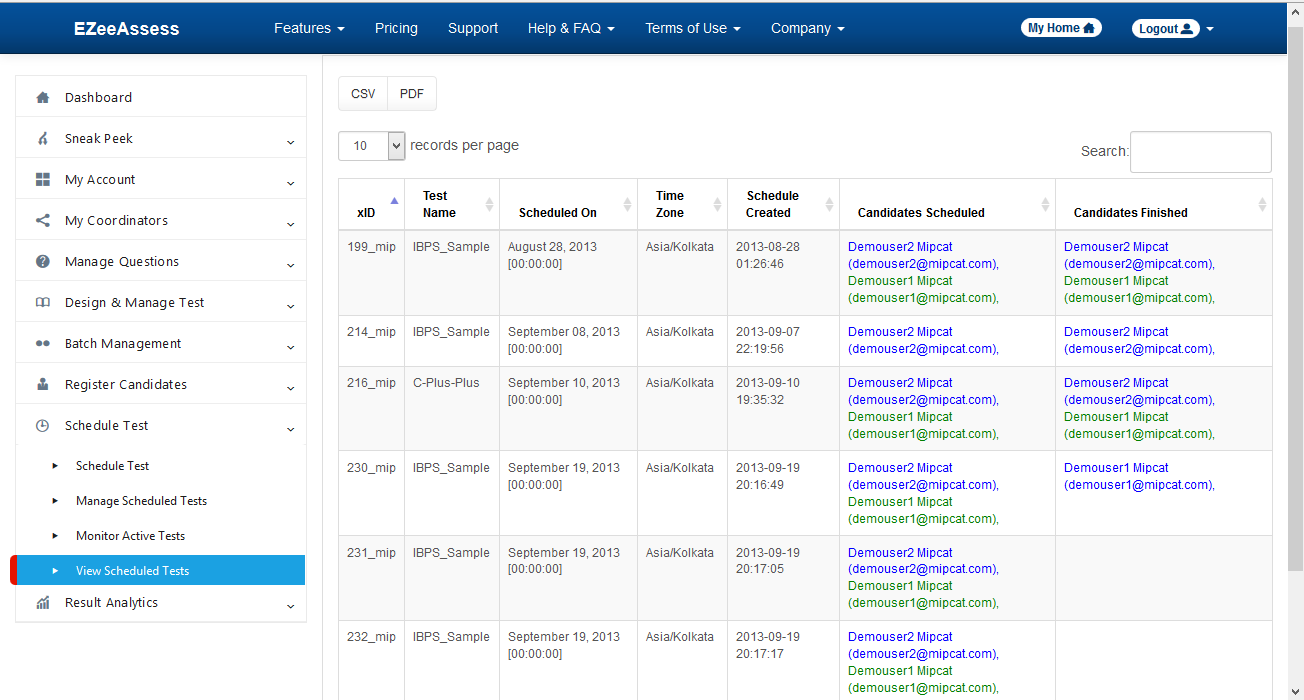 EZeeAssess Features Pricing Support Help & FAQ Terms of Use Company My Home Logout
Dashboard
Sneak Peek
My Account
My Coordinators
Manage Questions
Design & Manage Test
Batch Management
Register Candidates
Schedule Test
Schedule Test
Manage Scheduled Tests
Monitor Active Tests
View Scheduled Tests
Result Analytics
CSV PDF
10 records per page
Search:
xID Test Name Scheduled On Time Zone Schedule Created Candidates Scheduled Candidates Finished
199_mip IBPS_Sample August 28, 2013 Asia/Kolkata 2013-08-28 Demouser2 Mipcat Demouser2 Mipcat
[00:00:00] 01:26:46 (demouser2@mipcat.com), (demouser2@mipcat.com),
Demouser1 Mipcat Demouser1 Mipcat
(demouser1@mipcat.com), (demouser1@mipcat.com),
214_mip IBPS_Sample September 08, 2013 Asia/Kolkata 2013-09-07 Demouser2 Mipcat Demouser2 Mipcat
[00:00:00] 22:19:56 (demouser2@mipcat.com), (demouser2@mipcat.com),
216_mip C-Plus-Plus September 10, 2013 Asia/Kolkata 2013-09-10 Demouser2 Mipcat Demouser2 Mipcat
[00:00:00] 19:35:32 (demouser2@mipcat.com), (demouser2@mipcat.com),
Demouser1 Mipcat Demouser1 Mipcat
(demouser1@mipcat.com), (demouser1@mipcat.com),
230_mip IBPS_Sample September 19, 2013 Asia/Kolkata 2013-09-19 Demouser2 Mipcat Demouser1 Mipcat
[00:00:00] 20:16:49 (demouser2@mipcat.com), (demouser1@mipcat.com),
Demouser1 Mipcat
(demouser1@mipcat.com),
231_mip IBPS_Sample September 19, 2013 Asia/Kolkata 2013-09-19 Demouser2 Mipcat
[00:00:00] 20:17:05 (demouser2@mipcat.com),
Demouser1 Mipcat
(demouser1@mipcat.com),
232_mip IBPS_Sample September 19, 2013 Asia/Kolkata 2013-09-19 Demouser2 Mipcat
[00:00:00] 20:17:17 (demouser2@mipcat.com),
Demouser1 Mipcat
(demouser1@mipcat.com),